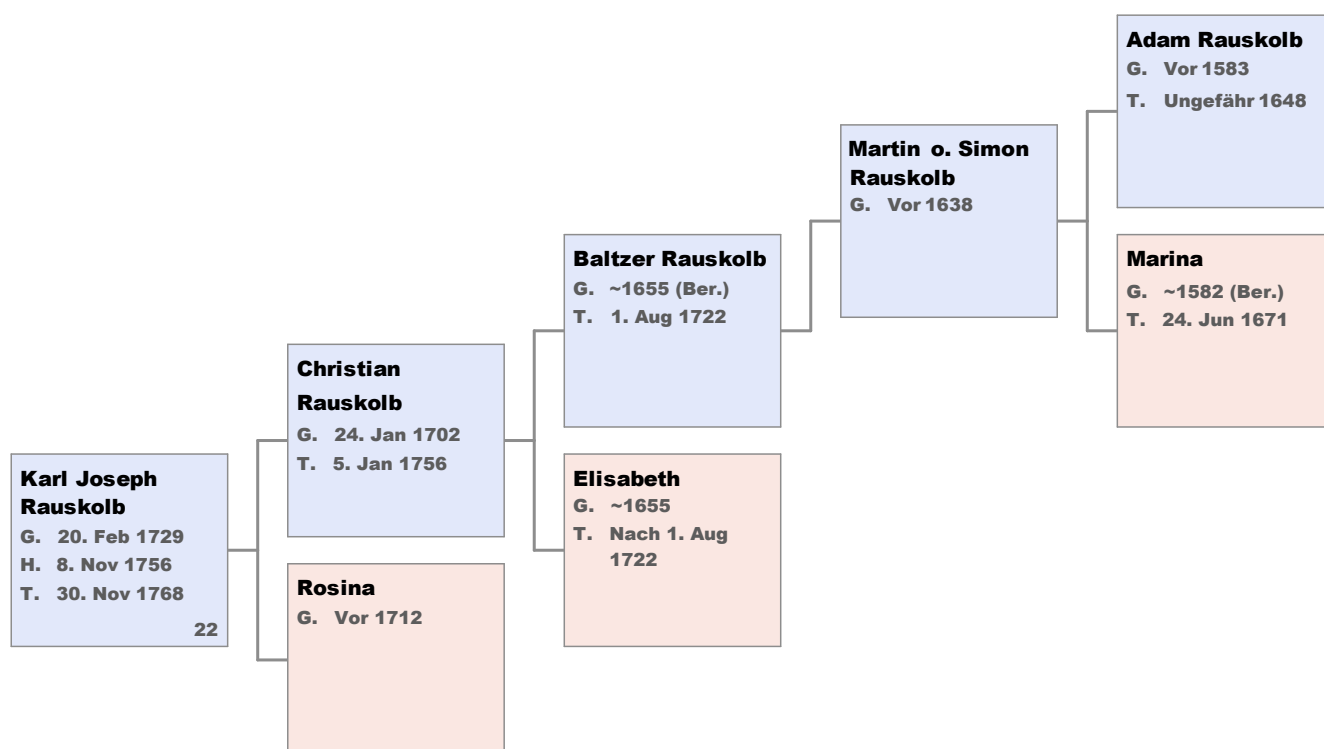 Adam Rauskolb
G. Vor 1583
T. Ungefähr 1648
Martin o. Simon
Rauskolb
G. Vor 1638
Baltzer Rauskolb
G. ~1655 (Ber.)
T. 1. Aug 1722
Marina
G. ~1582 (Ber.)
T. 24. Jun 1671
Christian
Rauskolb
G. 24. Jan 1702
T. 5. Jan 1756
Karl Joseph
Rauskolb
G. 20. Feb 1729
H. 8. Nov 1756
T. 30. Nov 1768
22
Elisabeth
G. ~1655
T. Nach 1. Aug
1722
Rosina
G. Vor 1712